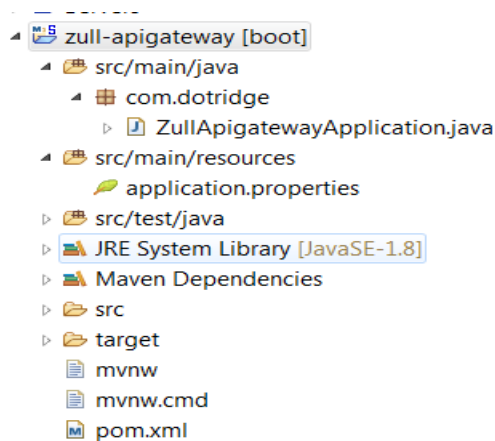 zull-apigateway [boot]
src/main/java
com.dotridge
ZullApigatewayApplication.java
src/main/resources
application.properties
src/test/java
JRE System Library [JavaSE-1.8]
Maven Dependencies
src
target
mvnw
mvnw.cmd
pom.xml